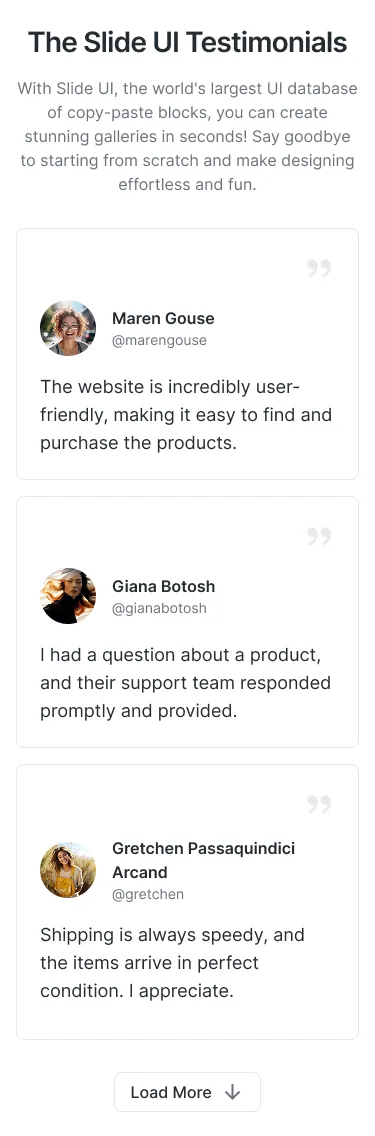 The Slide UI Testimonials
With Slide UI, the world's largest UI database
of copy-paste blocks, you can create
stunning galleries in seconds! Say goodbye
to starting from scratch and make designing
effortless and fun.
”
Maren Gouse
@marengouse
The website is incredibly user-
friendly, making it easy to find and
purchase the products.
”
Giana Botosh
@gianabotosh
I had a question about a product,
and their support team responded
promptly and provided.
”
Gretchen Passaquindici
Arcand
@gretchen
Shipping is always speedy, and
the items arrive in perfect
condition. I appreciate.
Load More